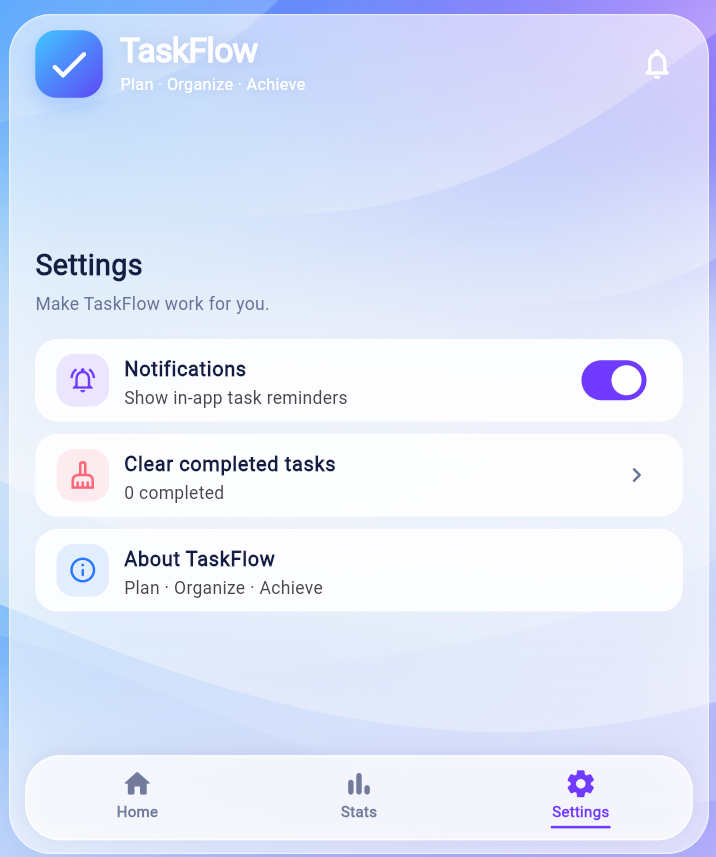 TaskFlow
Plan · Organize · Achieve
Settings
Make TaskFlow work for you.
Notifications
Show in-app task reminders
Clear completed tasks
0 completed
About TaskFlow
Plan · Organize · Achieve
Home
Stats
Settings